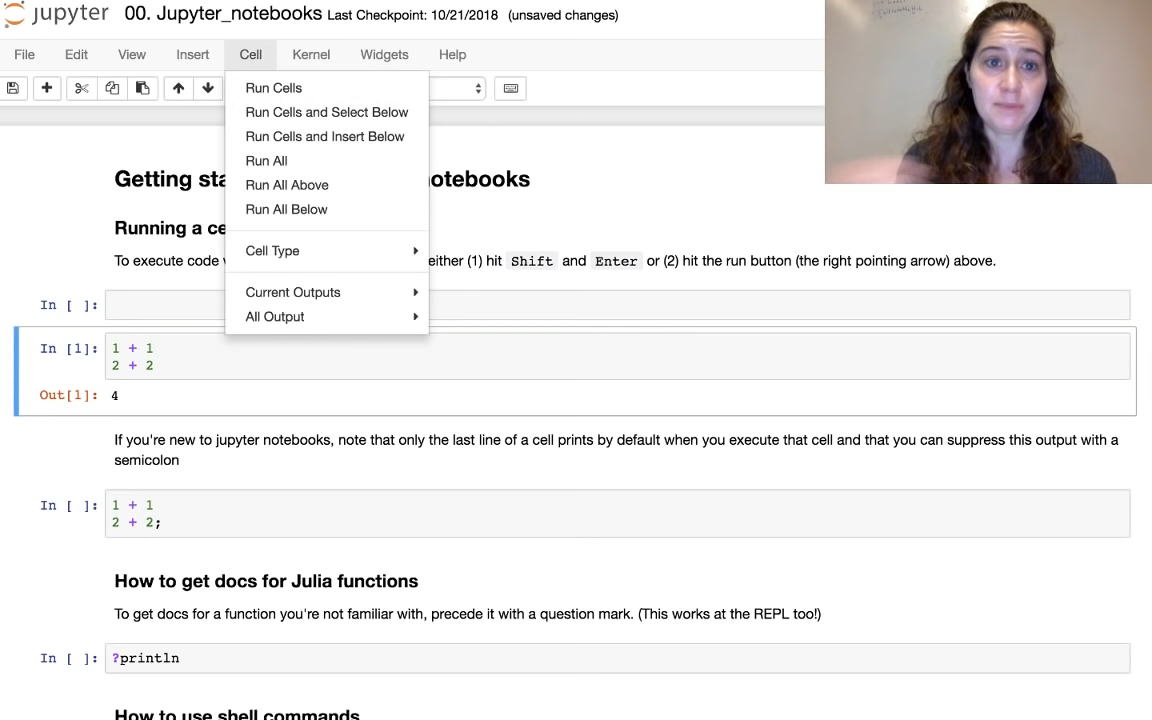 jupyter 00. Jupyter_notebooks Last Checkpoint: 10/21/2018 (unsaved changes)
File Edit View Insert Cell Kernel Widgets Help
Run Cells
Run Cells and Select Below
Run Cells and Insert Below
Run All
Run All Above
Run All Below
Cell Type
Current Outputs
All Output
Getting sta otebooks
Running a ce
To execute code either (1) hit Shift and Enter or (2) hit the run button (the right pointing arrow) above.
In [ ]:
In [1]: 1 + 1
2 + 2
Out[1]: 4
If you're new to jupyter notebooks, note that only the last line of a cell prints by default when you execute that cell and that you can suppress this output with a
semicolon
In [ ]: 1 + 1
2 + 2;
How to get docs for Julia functions
To get docs for a function you're not familiar with, precede it with a question mark. (This works at the REPL too!)
In [ ]: ?println
How to use shell commands